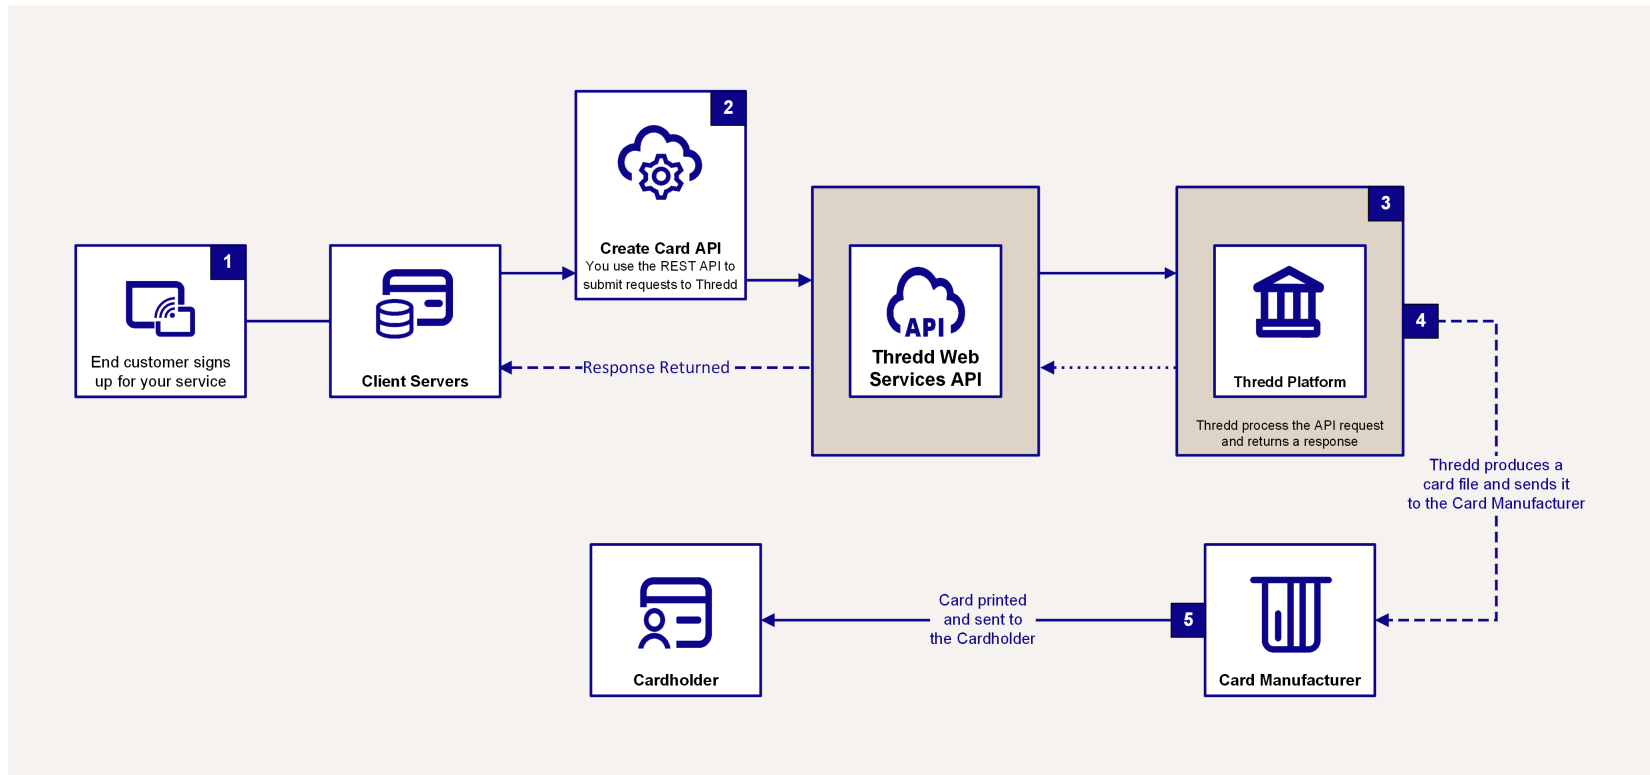 1
End customer signs
up for your service
Client Servers
2
Create Card API
You use the REST API to
submit requests to Thredd
Response Returned
API
Thredd Web
Services API
3
Thredd Platform
Thredd process the API request
and returns a response
4
Thredd produces a
card file and sends it
to the Card Manufacturer
5
Card Manufacturer
Card printed
and sent to
the Cardholder
Cardholder